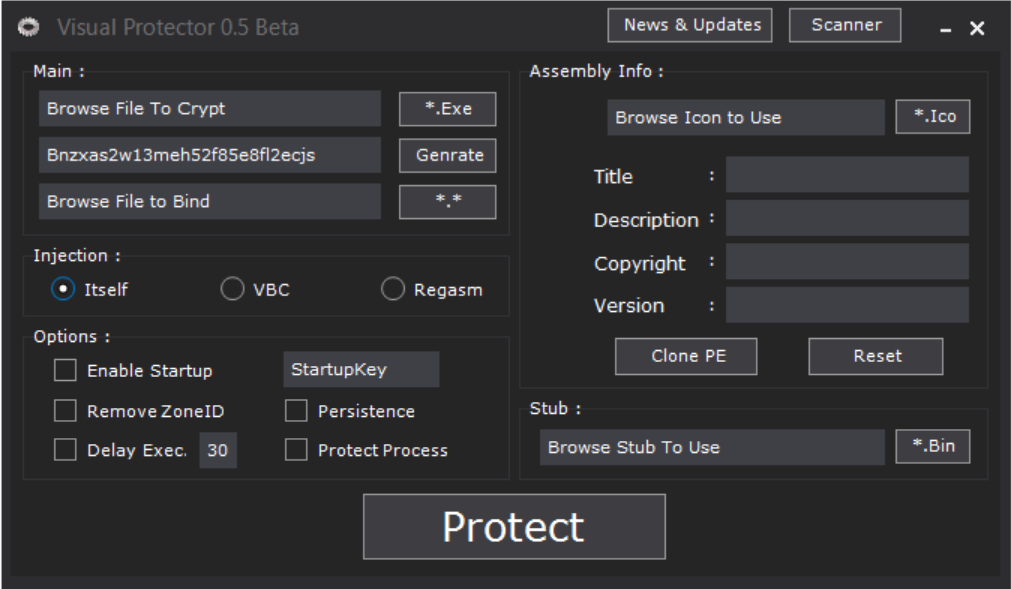 Visual Protector 0.5 Beta
News & Updates
Scanner
Main :
Browse File To Crypt
*.Exe
Bnzxas2w13meh52f85e8fl2ecjs
Genrate
Browse File to Bind
*.*
Injection :
Itself
VBC
Regasm
Options :
Enable Startup
StartupKey
Remove ZoneID
Persistence
Delay Exec.
30
Protect Process
Assembly Info :
Browse Icon to Use
*.Ico
Title :
Description :
Copyright :
Version :
Clone PE
Reset
Stub :
Browse Stub To Use
*.Bin
Protect